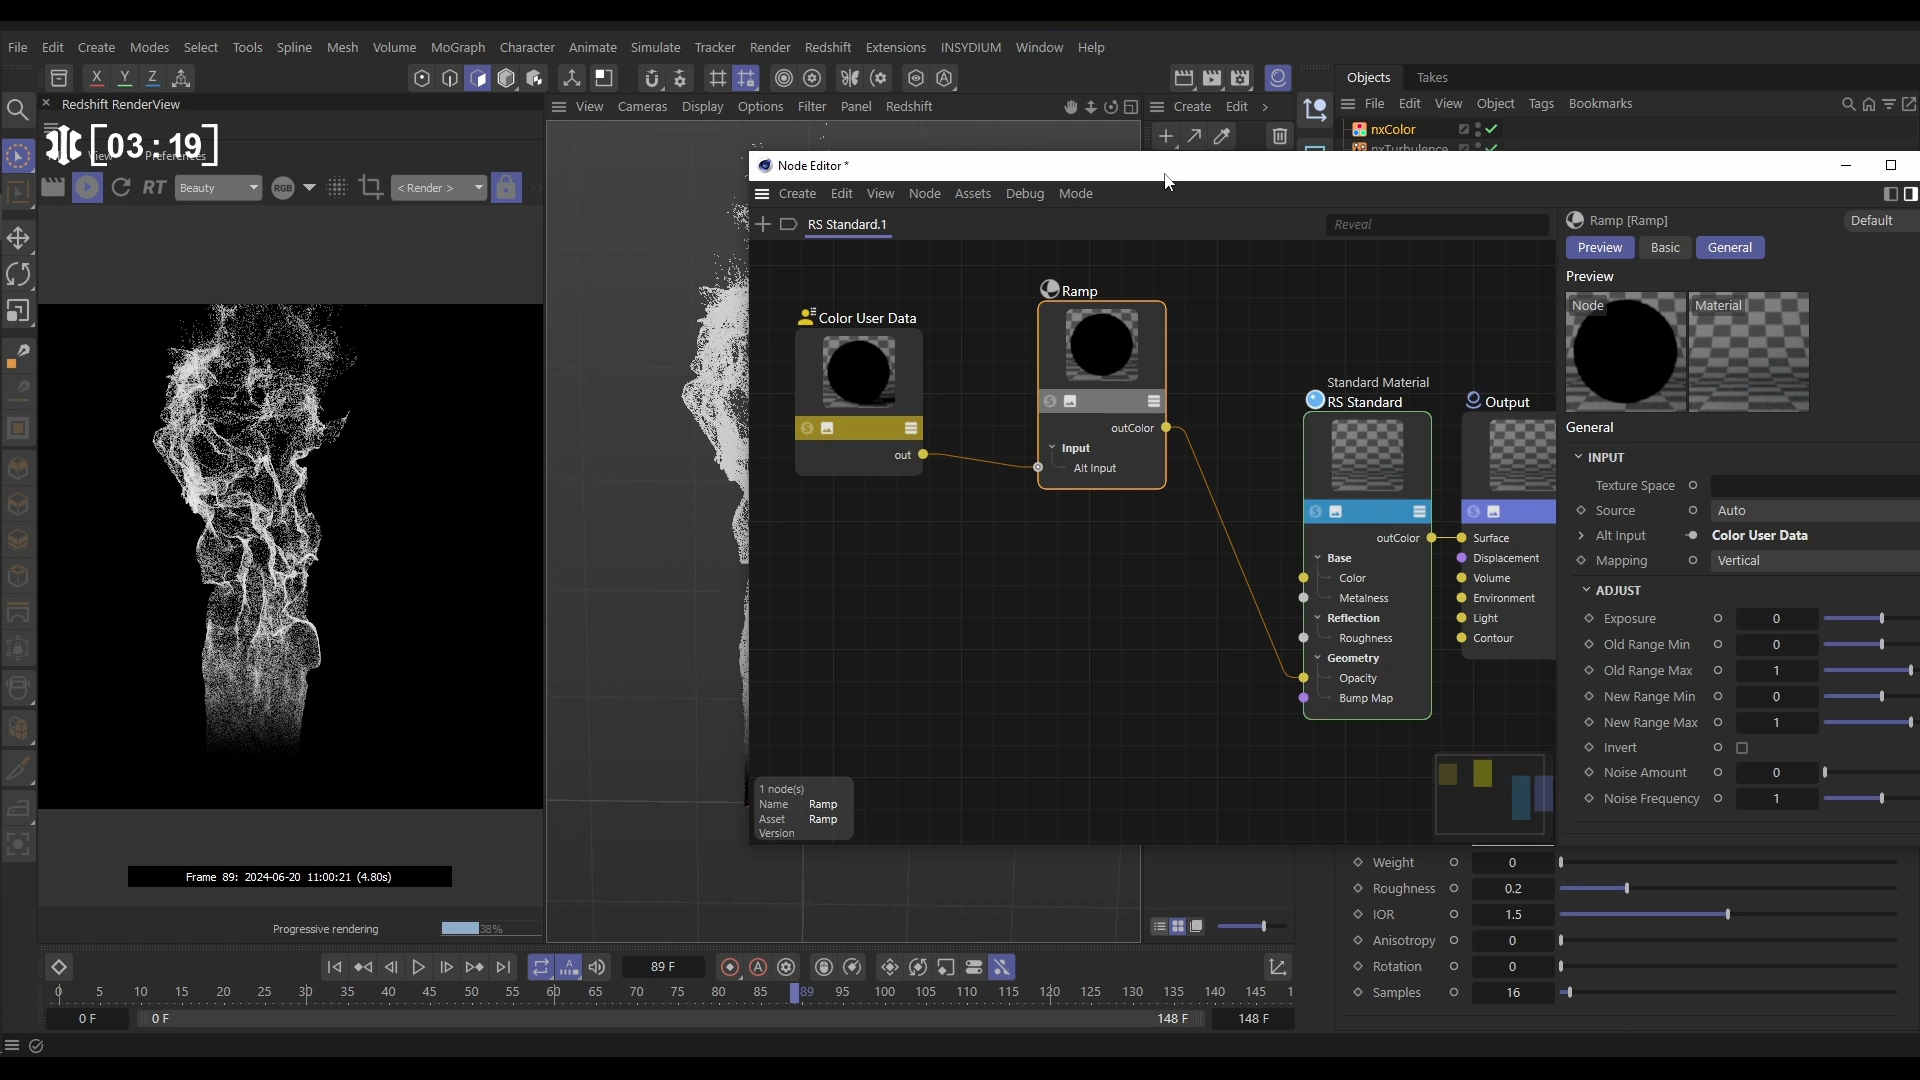 File Edit Create Modes Select Tools Spline Mesh Volume MoGraph Character Animate Simulate Tracker Render Redshift Extensions INSYDIUM Window Help
X Y Z
Objects Takes
Redshift RenderView
View Cameras Display Options Filter Panel Redshift
Create Edit
File Edit View Object Tags Bookmarks
nxColor
nxTurbulence
[03:19]
View Preferences
RT Beauty RGB < Render >
Node Editor *
Create Edit View Node Assets Debug Mode
RS Standard.1
Reveal
Ramp [Ramp]
Default
Preview Basic General
Preview
Node Material
General
INPUT
Texture Space
Source Auto
Alt Input Color User Data
Mapping Vertical
ADJUST
Exposure 0
Old Range Min 0
Old Range Max 1
New Range Min 0
New Range Max 1
Invert
Noise Amount 0
Noise Frequency 1
Color User Data
out
Ramp
outColor
Input
Alt Input
Standard Material
RS Standard
outColor
Base
Color
Metalness
Reflection
Roughness
Geometry
Opacity
Bump Map
Output
Surface
Displacement
Volume
Environment
Light
Contour
1 node(s)
Name Ramp
Asset Ramp
Version
Weight 0
Roughness 0.2
IOR 1.5
Anisotropy 0
Rotation 0
Samples 16
Frame 89: 2024-06-20 11:00:21 (4.80s)
Progressive rendering 38%
89 F
0 5 10 15 20 25 30 35 40 45 50 55 60 65 70 75 80 85 89 95 100 105 110 115 120 125 130 135 140 145 1
0 F 0 F 148 F 148 F